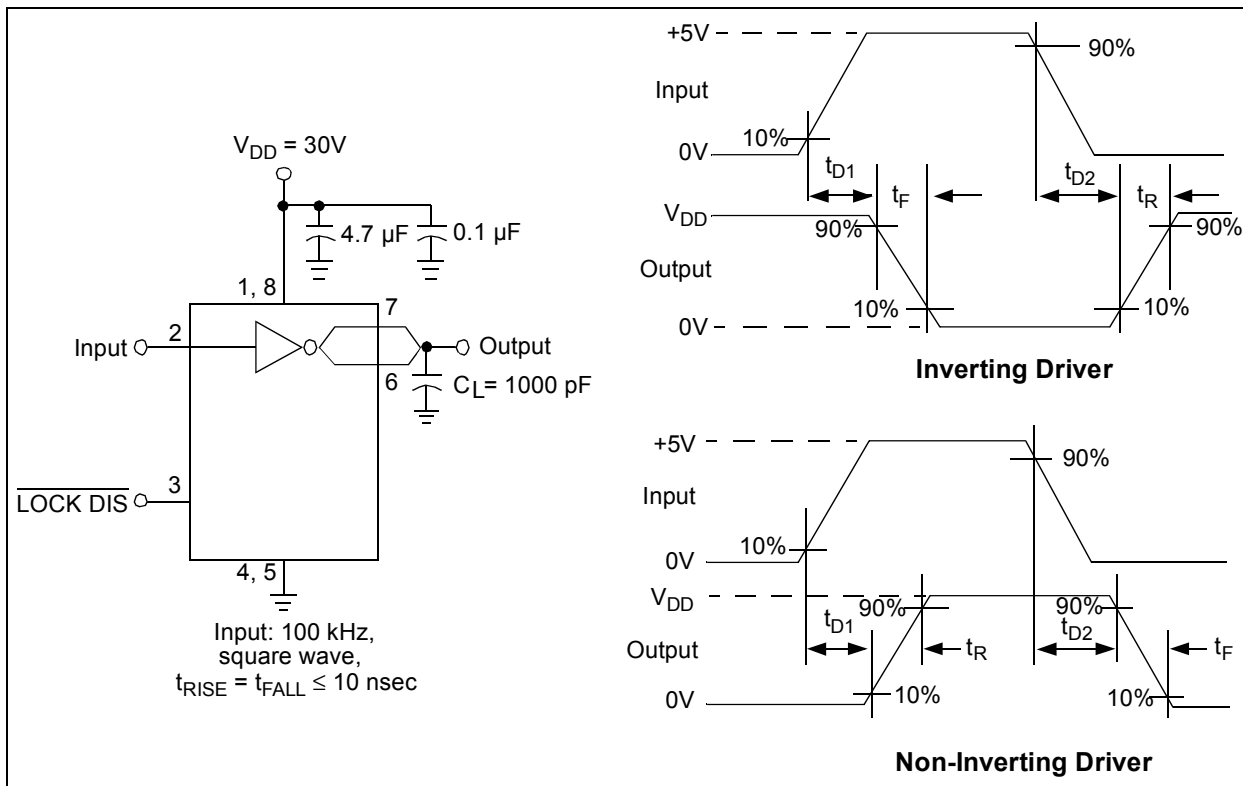 V_DD = 30V
4.7 µF
0.1 µF
1, 8
7
2
Input
Output
6
C_L= 1000 pF
LOCK DIS
3
4, 5
Input: 100 kHz,
square wave,
t_RISE = t_FALL ≤ 10 nsec
+5V
90%
Input
10%
0V
t_D1
t_F
t_D2
t_R
V_DD
90%
90%
Output
10%
10%
0V
Inverting Driver
+5V
90%
Input
10%
0V
V_DD
t_D1
90%
90%
t_D2
Output
t_R
t_F
0V
10%
10%
Non-Inverting Driver